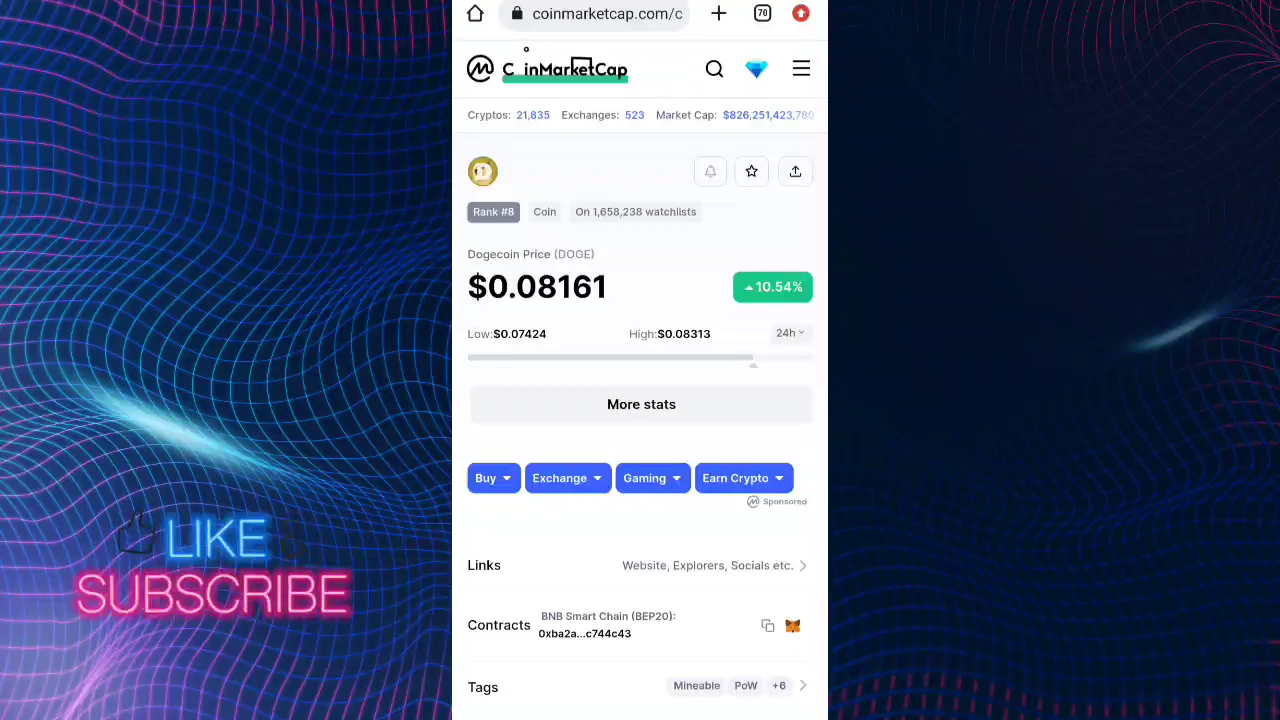 coinmarketcap.com/c
70
C inMarketCap
Cryptos: 21,835 Exchanges: 523 Market Cap: $826,251,423,780
Rank #8 Coin On 1,658,238 watchlists
Dogecoin Price (DOGE)
$0.08161 10.54%
Low:$0.07424 High:$0.08313 24h
More stats
Buy Exchange Gaming Earn Crypto
Sponsored
LIKE
SUBSCRIBE
Links Website, Explorers, Socials etc.
Contracts BNB Smart Chain (BEP20):
0xba2a...c744c43
Tags Mineable PoW +6